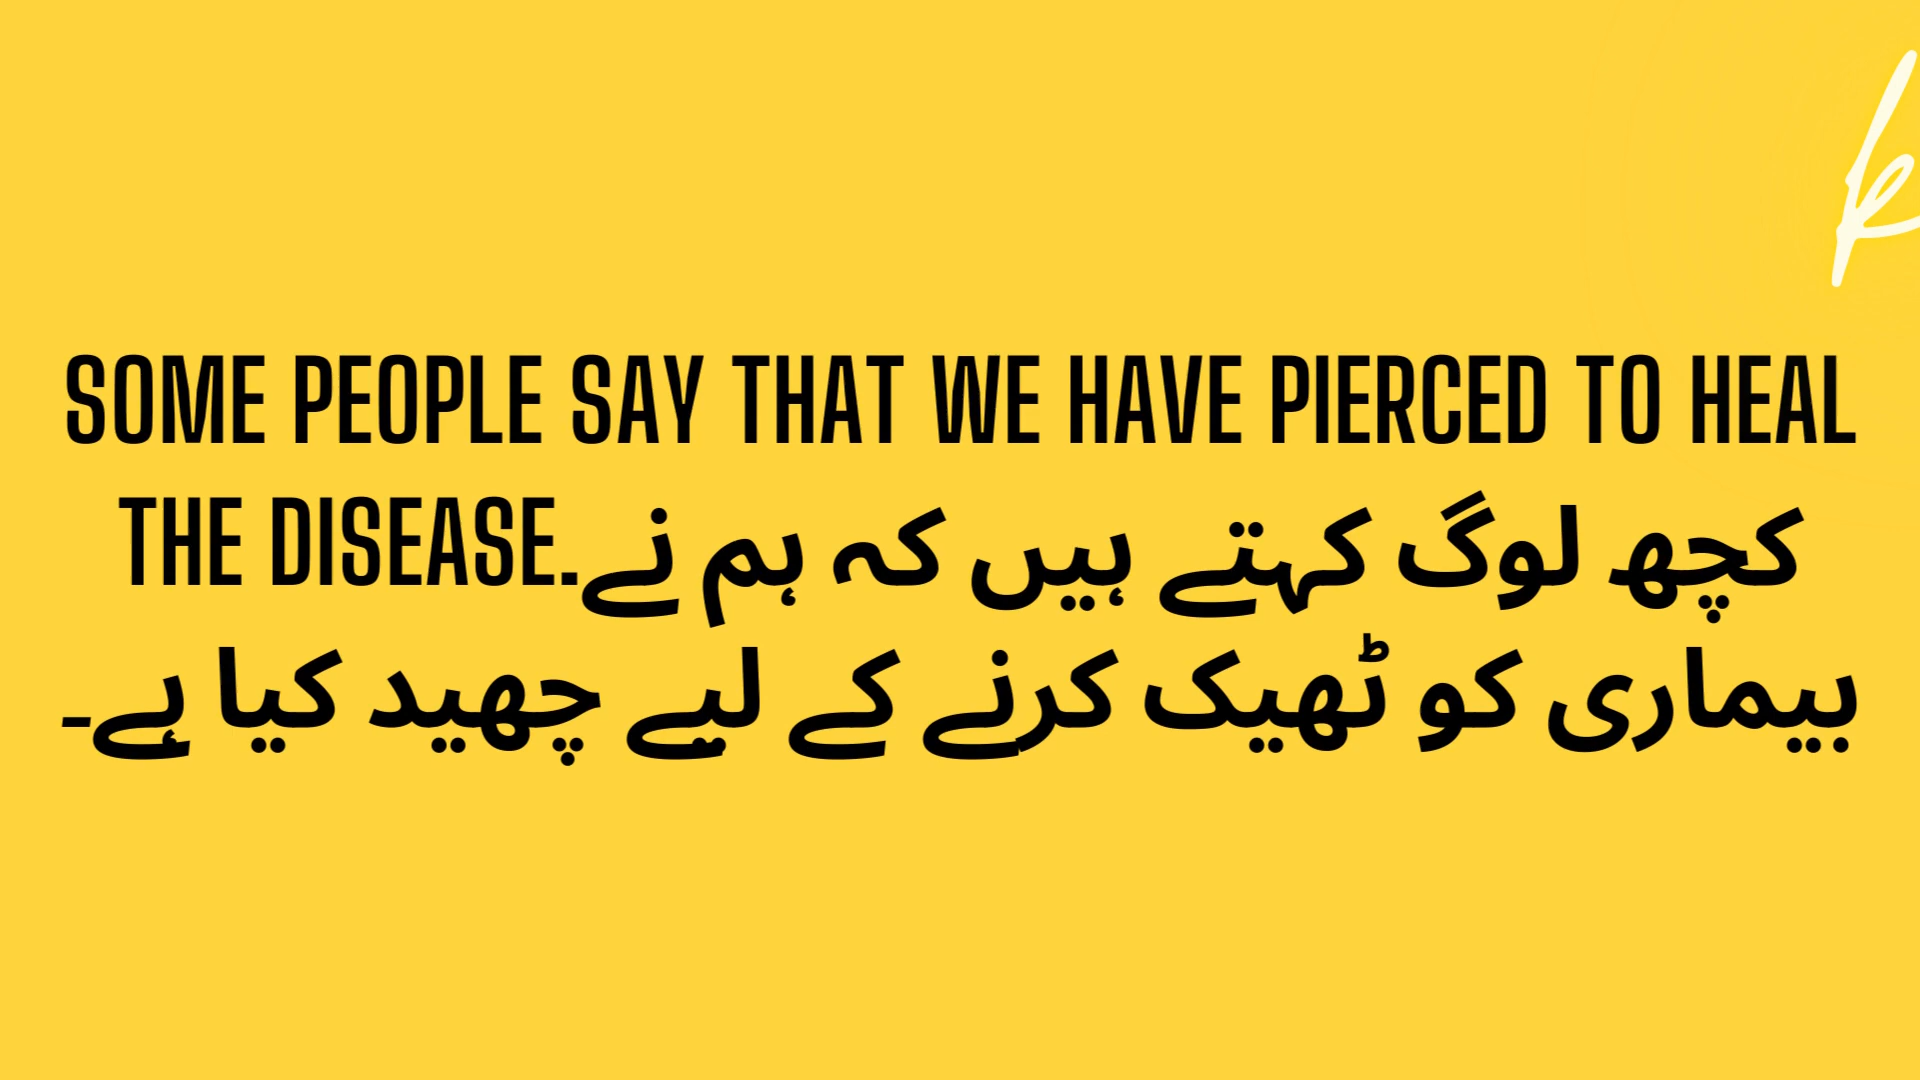 SOME PEOPLE SAY THAT WE HAVE PIERCED TO HEAL
THE DISEASE.کچھ لوگ کہتے ہیں کہ ہم نے
بیماری کو ٹھیک کرنے کے لیے چھید کیا ہے۔